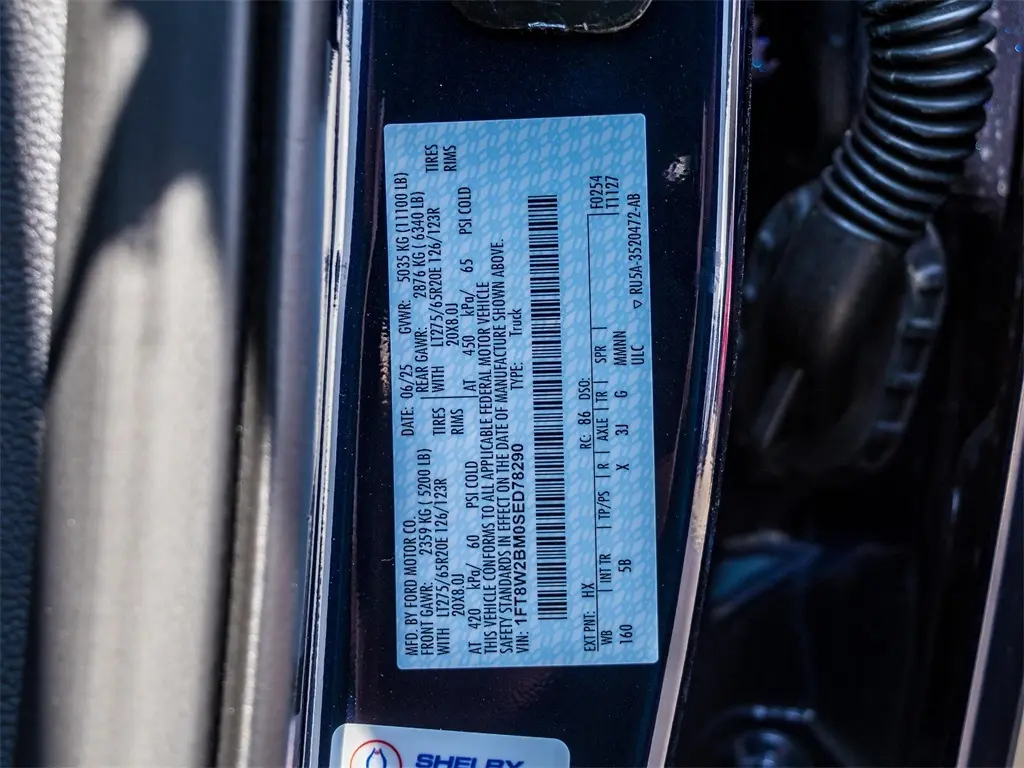 MFD. BY FORD MOTOR CO.
DATE: 06/25 GVWR: 5035 KG (11100 LB)
FRONT GAWR: 2359 KG ( 5200 LB)
REAR GAWR: 2876 KG ( 6340 LB)
WITH LT275/65R20E 126/123R TIRES
WITH LT275/65R20E 126/123R TIRES
20X8.0J RIMS
20X8.0J RIMS
AT 420 kPa/ 60 PSI COLD
AT 450 kPa/ 65 PSI COLD
THIS VEHICLE CONFORMS TO ALL APPLICABLE FEDERAL MOTOR VEHICLE
SAFETY STANDARDS IN EFFECT ON THE DATE OF MANUFACTURE SHOWN ABOVE.
VIN: 1FT8W2BM0SED78290 TYPE: Truck
EXT PNT: HX RC: 86 DSO: F0254
WB INT TR TP/PS R AXLE TR SPR T1127
160 5B X 3J G MMNNN
ULC ▽ RU5A-3520472-AB
SHELBY